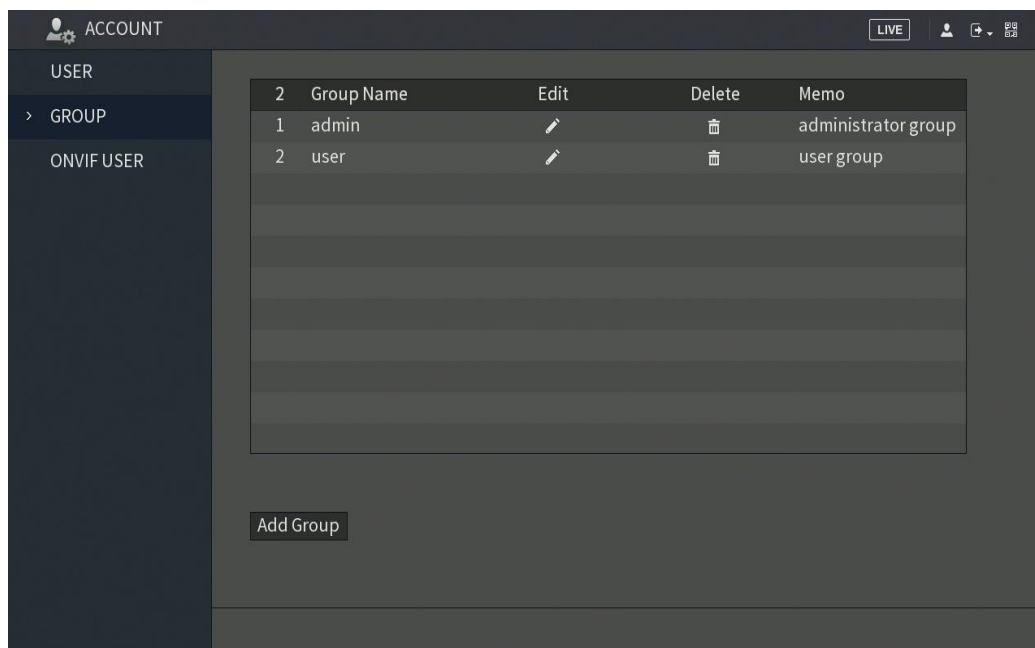 ACCOUNT LIVE
USER
GROUP
ONVIF USER
2 Group Name Edit Delete Memo
1 admin administrator group
2 user user group
Add Group